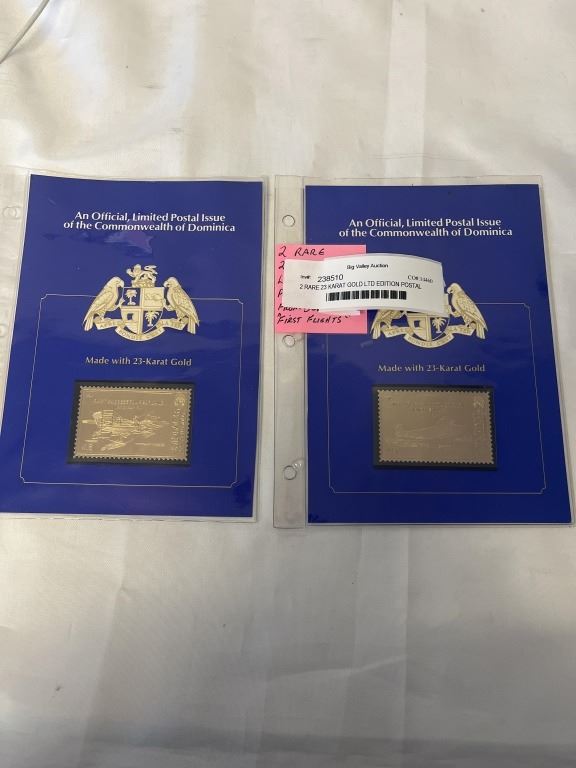 An Official, Limited Postal Issue
of the Commonwealth of Dominica
Made with 23-Karat Gold
An Official, Limited Postal Issue
of the Commonwealth of Dominica
Made with 23-Karat Gold
2 RARE
"FIRST FLIGHTS"
Big Valley Auction
238510
2 RARE 23 KARAT GOLD LTD EDITION POSTAL